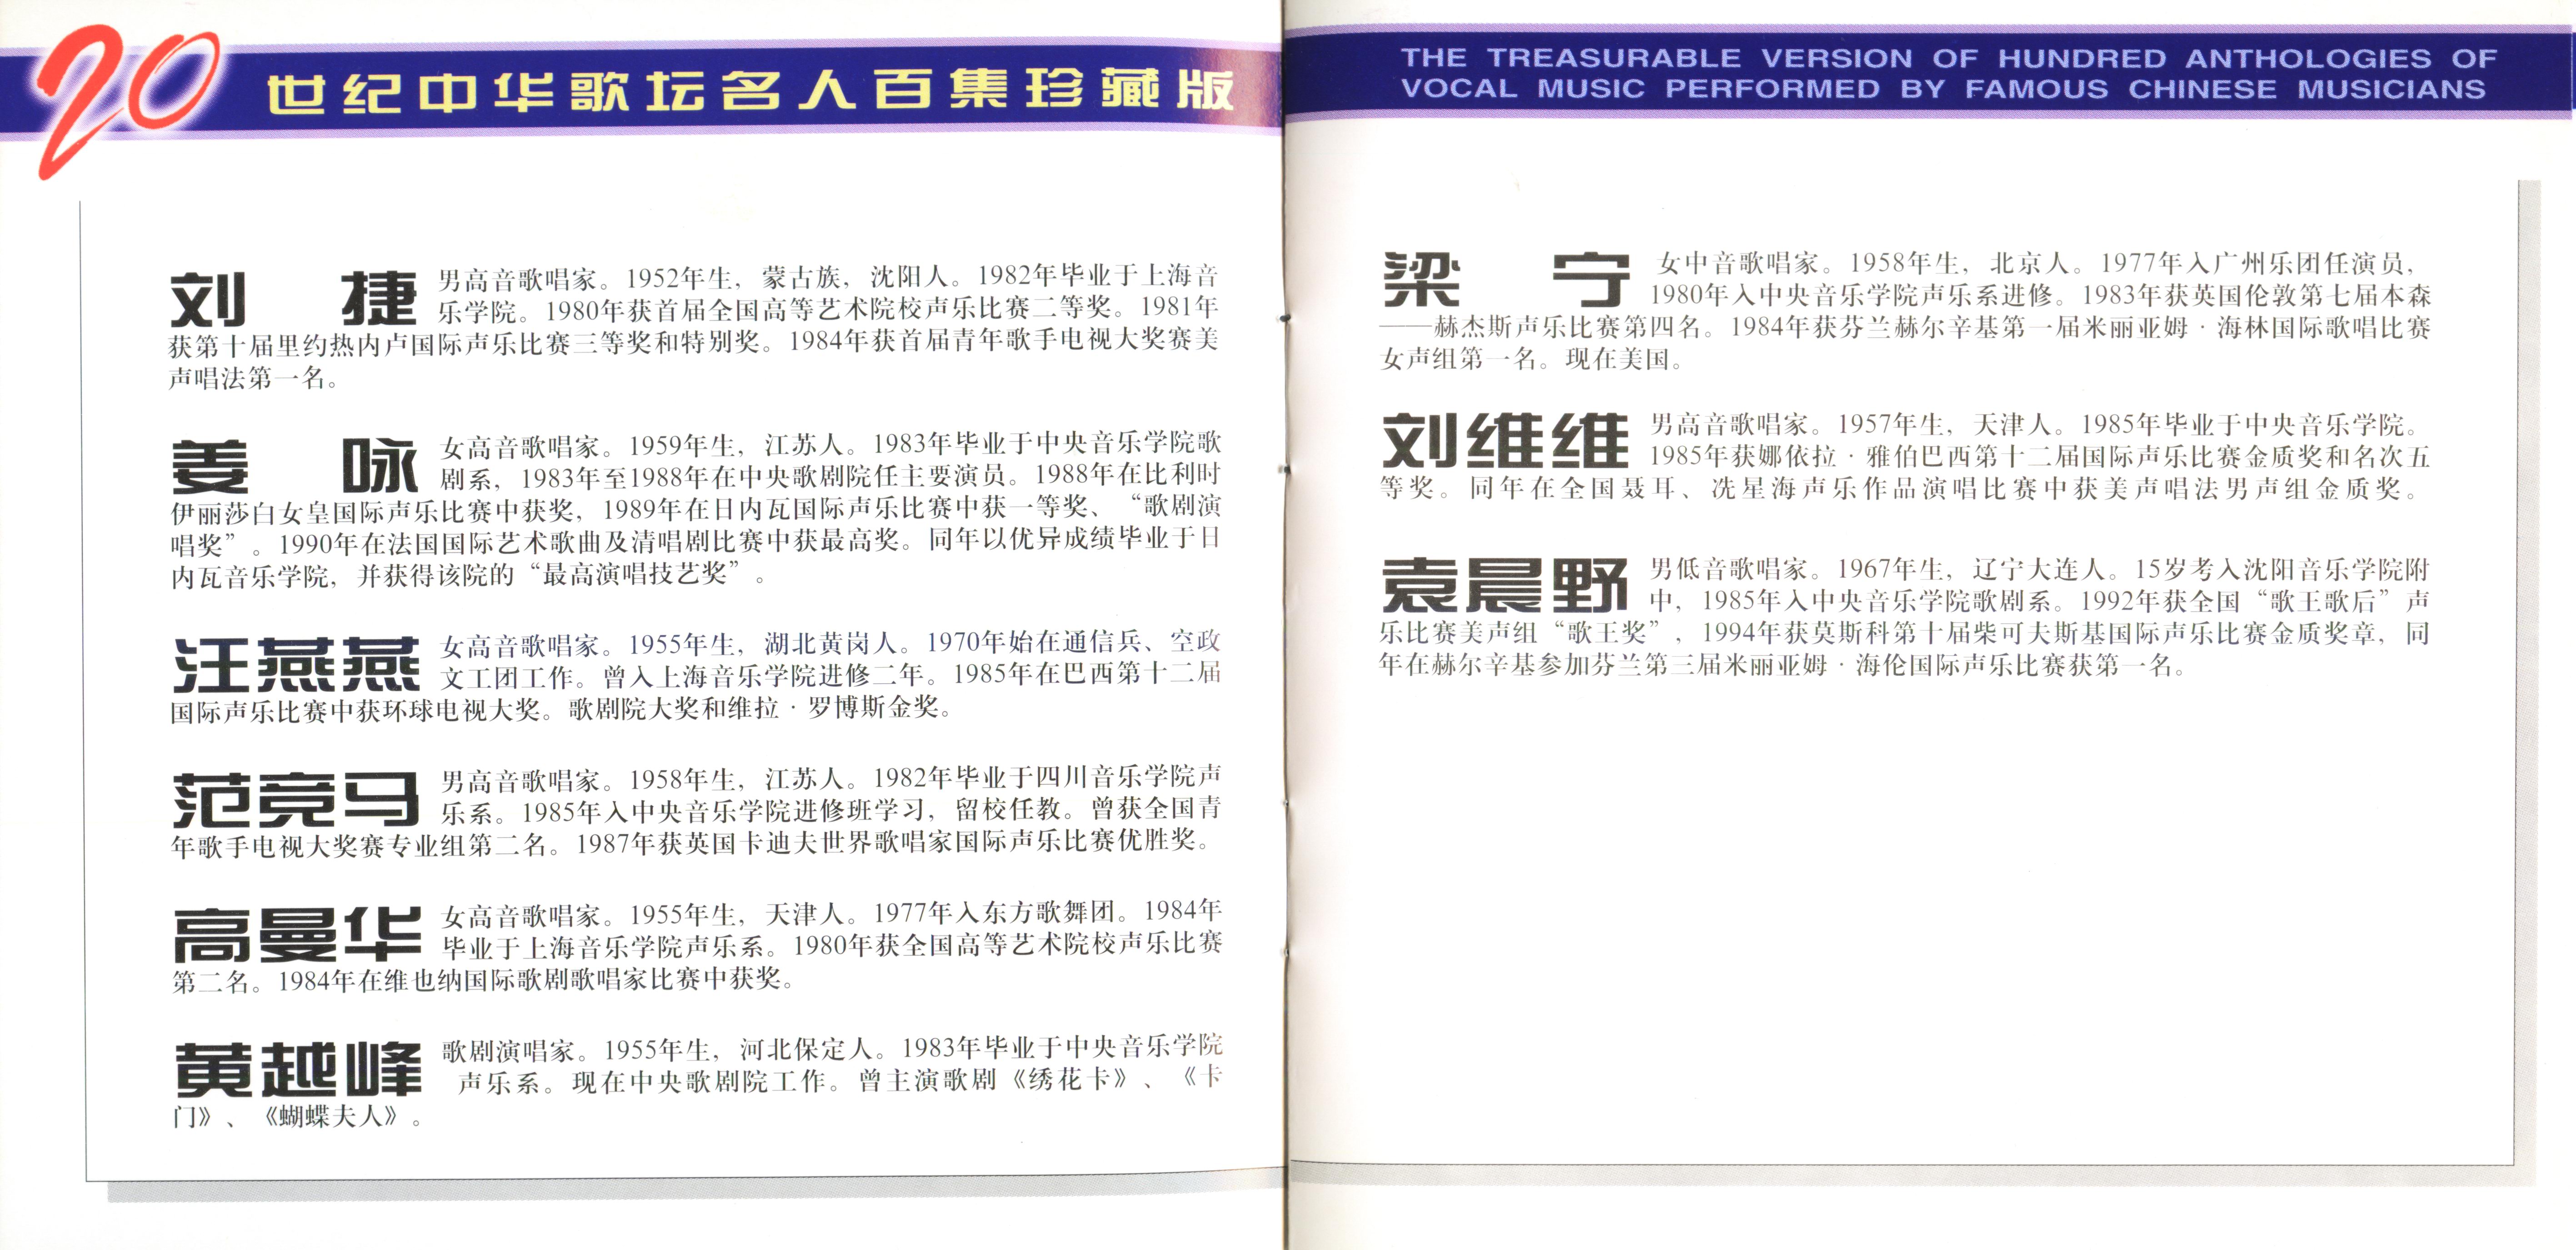 20世纪中华歌坛名人百集珍藏版
刘 捷 男高音歌唱家。1952年生，蒙古族，沈阳人。1982年毕业于上海音
乐学院。1980年获首届全国高等艺术院校声乐比赛二等奖。1981年
获第十届里约热内卢国际声乐比赛三等奖和特别奖。1984年获首届青年歌手电视大奖赛美
声唱法第一名。
姜 咏 女高音歌唱家。1959年生，江苏人。1983年毕业于中央音乐学院歌
剧系，1983年至1988年在中央歌剧院任主要演员。1988年在比利时
伊丽莎白女皇国际声乐比赛中获奖，1989年在日内瓦国际声乐比赛中获一等奖、“歌剧演
唱奖”。1990年在法国国际艺术歌曲及清唱剧比赛中获最高奖。同年以优异成绩毕业于日
内瓦音乐学院，并获得该院的“最高演唱技艺奖”。
汪燕燕 女高音歌唱家。1955年生，湖北黄岗人。1970年始在通信兵、空政
文工团工作。曾入上海音乐学院进修二年。1985年在巴西第十二届
国际声乐比赛中获环球电视大奖。歌剧院大奖和维拉·罗博斯金奖。
范竞马 男高音歌唱家。1958年生，江苏人。1982年毕业于四川音乐学院声
乐系。1985年入中央音乐学院进修班学习，留校任教。曾获全国青
年歌手电视大奖赛专业组第二名。1987年获英国卡迪夫世界歌唱家国际声乐比赛优胜奖。
高曼华 女高音歌唱家。1955年生，天津人。1977年入东方歌舞团。1984年
毕业于上海音乐学院声乐系。1980年获全国高等艺术院校声乐比赛
第二名。1984年在维也纳国际歌剧歌唱家比赛中获奖。
黄越峰 歌剧演唱家。1955年生，河北保定人。1983年毕业于中央音乐学院
声乐系。现在中央歌剧院工作。曾主演歌剧《绣花卡》、《卡
门》、《蝴蝶夫人》。
THE TREASURABLE VERSION OF HUNDRED ANTHOLOGIES OF
VOCAL MUSIC PERFORMED BY FAMOUS CHINESE MUSICIANS
梁 宁 女中音歌唱家。1958年生，北京人。1977年入广州乐团任演员，
1980年入中央音乐学院声乐系进修。1983年获英国伦敦第七届本森
——赫杰斯声乐比赛第四名。1984年获芬兰赫尔辛基第一届米丽亚姆·海林国际歌唱比赛
女声组第一名。现在美国。
刘维维 男高音歌唱家。1957年生，天津人。1985年毕业于中央音乐学院。
1985年获娜依拉·雅伯巴西第十二届国际声乐比赛金质奖和名次五
等奖。同年在全国聂耳、冼星海声乐作品演唱比赛中获美声唱法男声组金质奖。
袁晨野 男低音歌唱家。1967年生，辽宁大连人。15岁考入沈阳音乐学院附
中，1985年入中央音乐学院歌剧系。1992年获全国“歌王歌后”声
乐比赛美声组“歌王奖”，1994年获莫斯科第十届柴可夫斯基国际声乐比赛金质奖章，同
年在赫尔辛基参加芬兰第三届米丽亚姆·海伦国际声乐比赛获第一名。